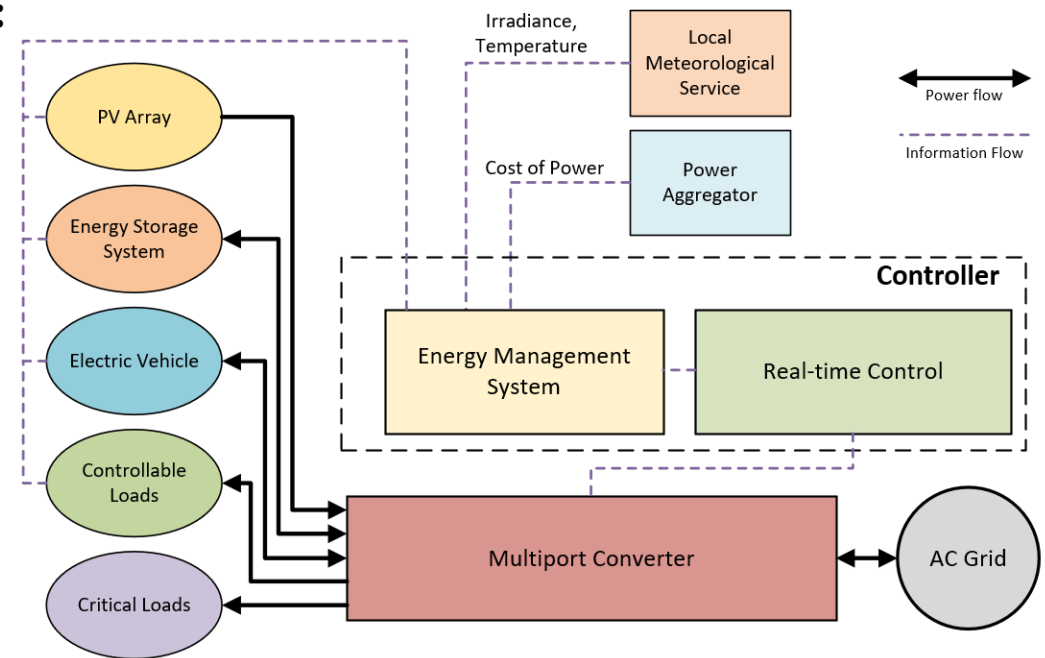 :
Irradiance,
Temperature
Local
Meteorological
Service
Power flow
Information Flow
PV Array
Cost of Power
Power
Aggregator
Energy Storage
System
Controller
Electric Vehicle
Energy Management
System
Real-time Control
Controllable
Loads
Multiport Converter
AC Grid
Critical Loads